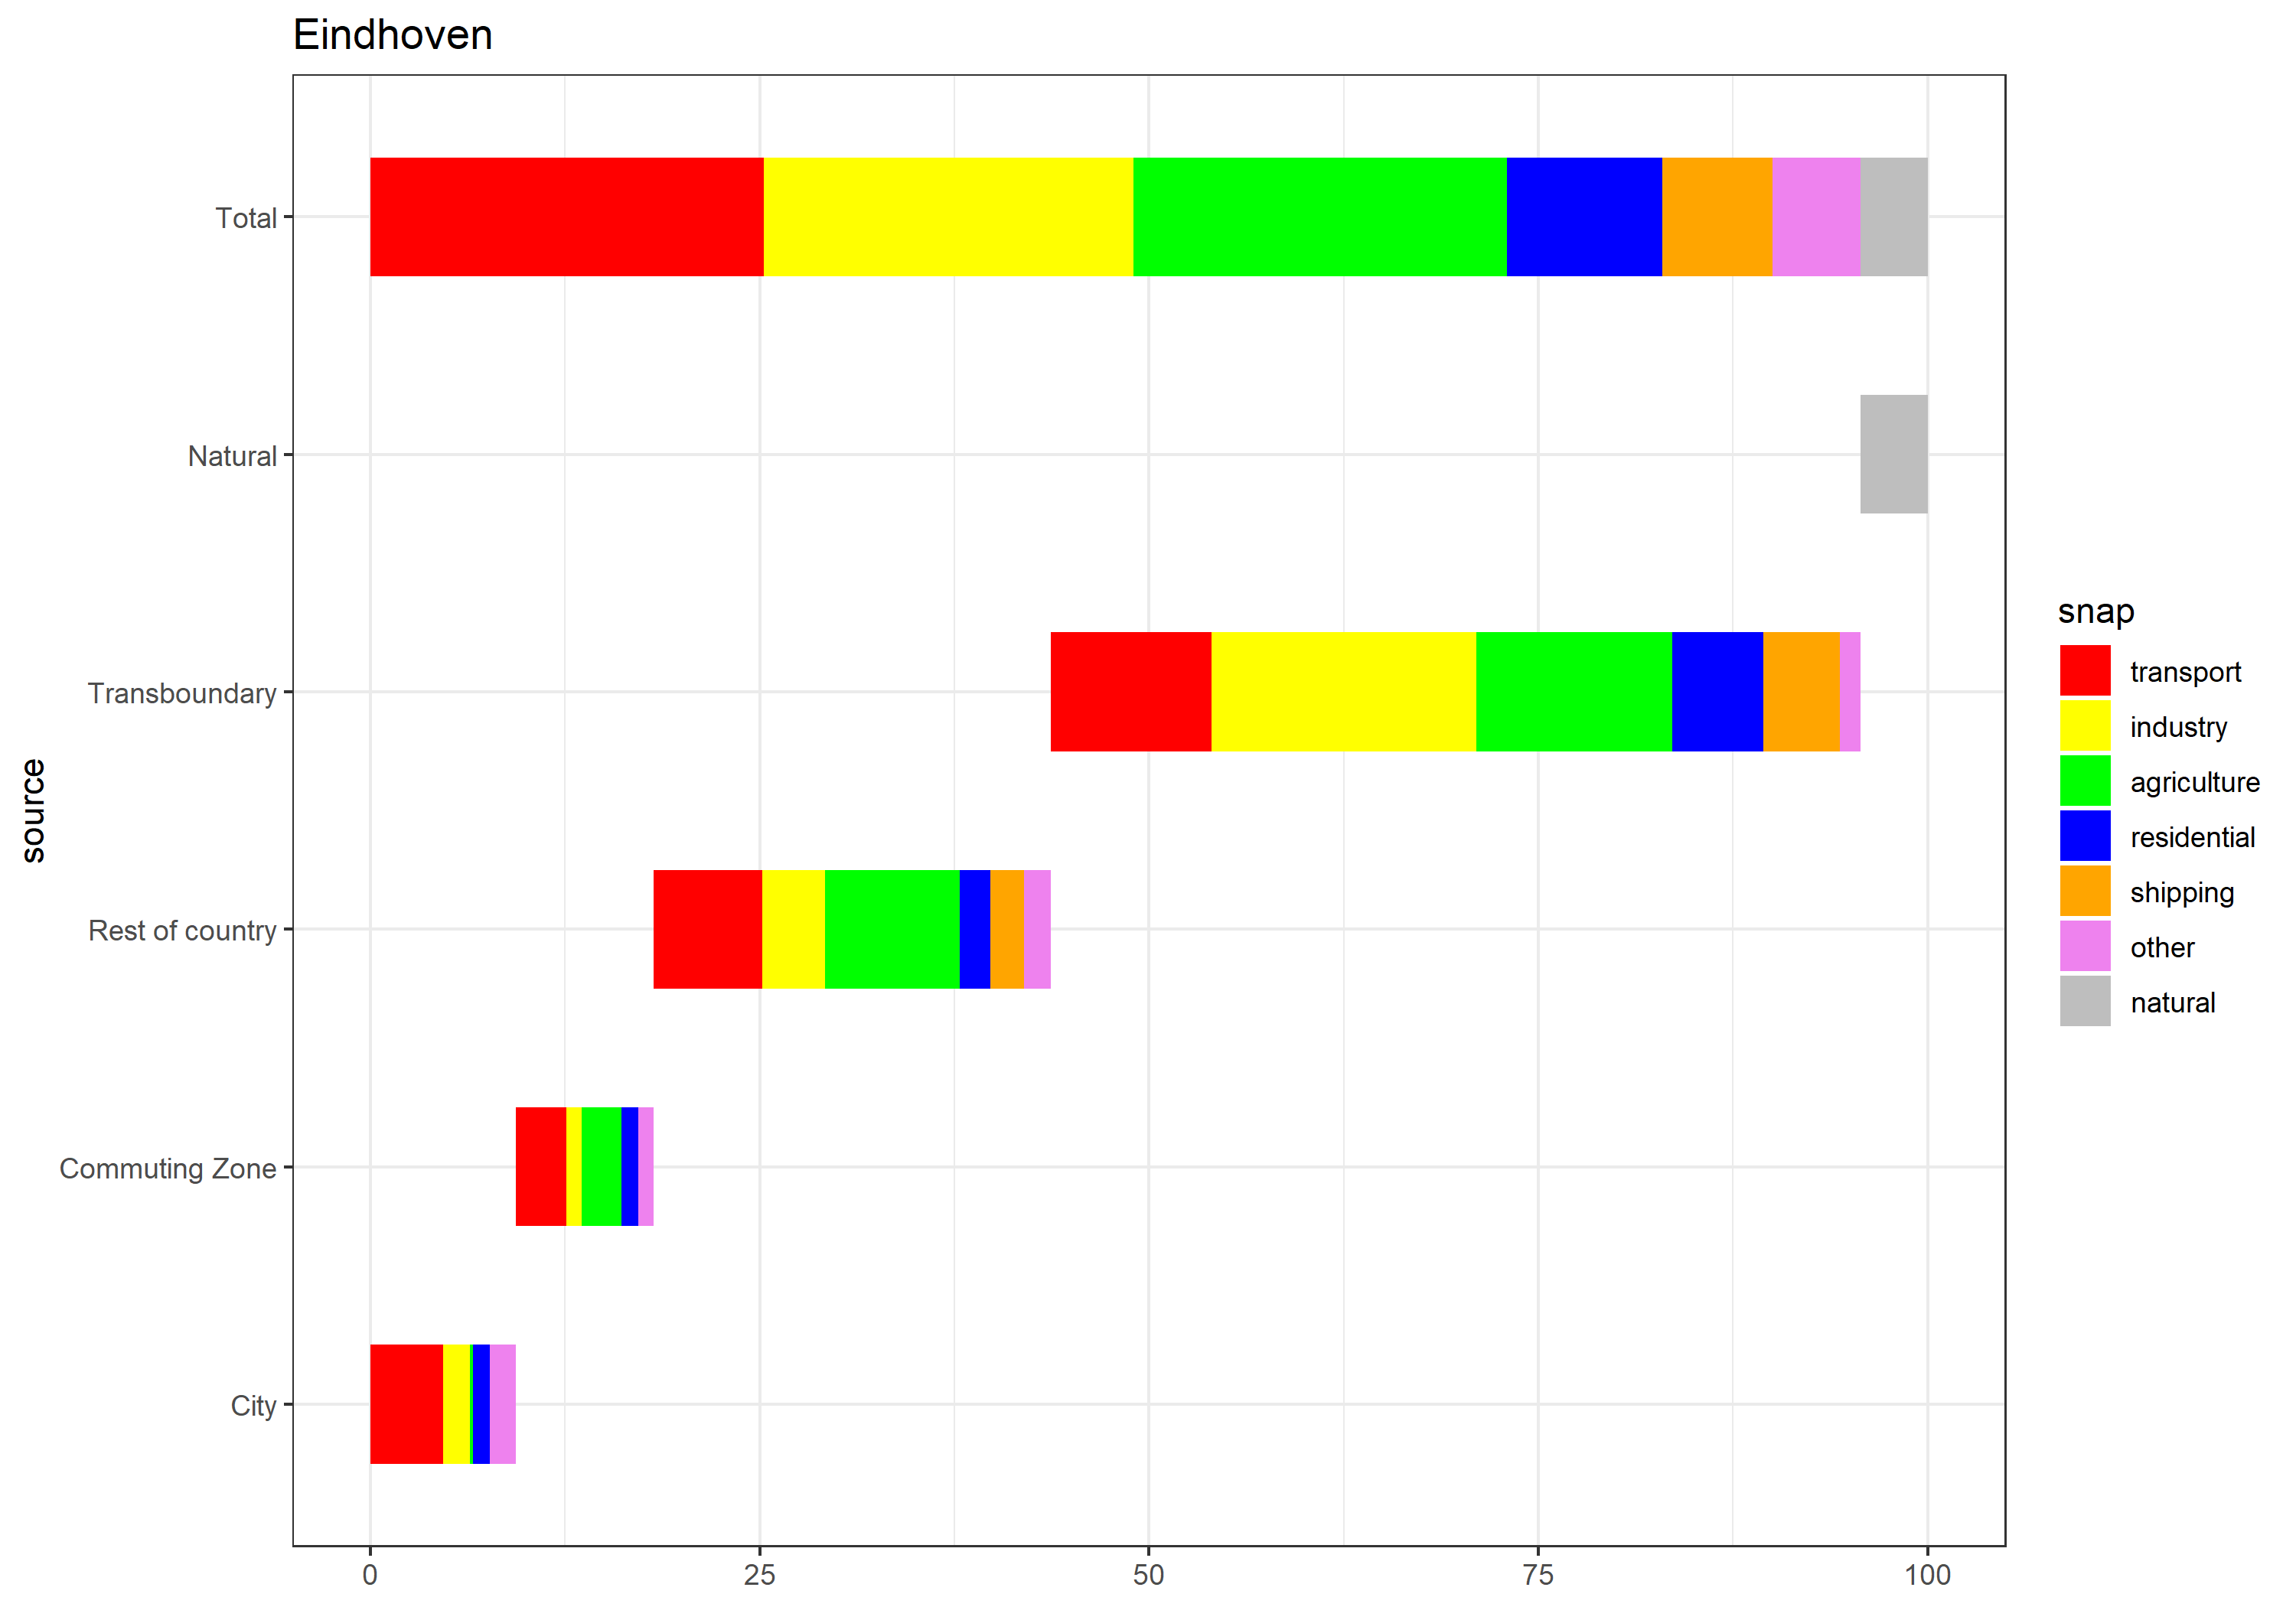 Eindhoven
Total
Natural
Transboundary
Rest of country
Commuting Zone
City
source
0 25 50 75 100
snap
transport
industry
agriculture
residential
shipping
other
natural